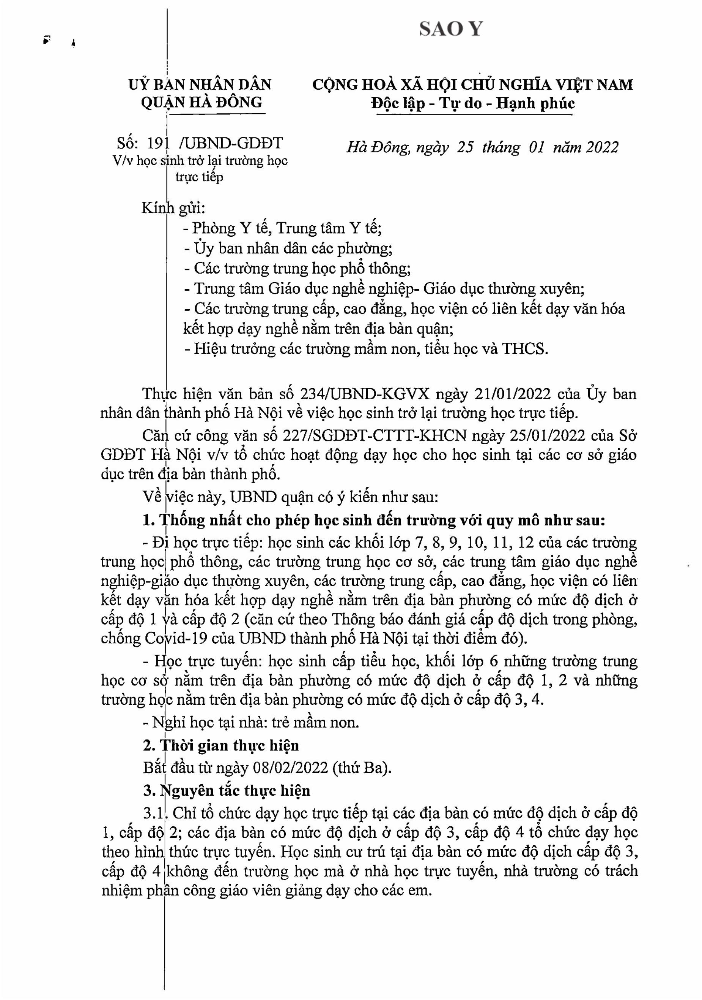 SAO Y
UỶ BAN NHÂN DÂN
QUẬN HÀ ĐÔNG
CỘNG HOÀ XÃ HỘI CHỦ NGHĨA VIỆT NAM
Độc lập - Tự do - Hạnh phúc
Số: 191 /UBND-GDĐT
V/v học sinh trở lại trường học
trực tiếp
Hà Đông, ngày 25 tháng 01 năm 2022
Kính gửi:
- Phòng Y tế, Trung tâm Y tế;
- Ủy ban nhân dân các phường;
- Các trường trung học phổ thông;
- Trung tâm Giáo dục nghề nghiệp- Giáo dục thường xuyên;
- Các trường trung cấp, cao đẳng, học viện có liên kết dạy văn hóa
kết hợp dạy nghề nằm trên địa bàn quận;
- Hiệu trưởng các trường mầm non, tiểu học và THCS.
Thực hiện văn bản số 234/UBND-KGVX ngày 21/01/2022 của Ủy ban
nhân dân thành phố Hà Nội về việc học sinh trở lại trường học trực tiếp.
Căn cứ công văn số 227/SGDĐT-CTTT-KHCN ngày 25/01/2022 của Sở
GDĐT Hà Nội v/v tổ chức hoạt động dạy học cho học sinh tại các cơ sở giáo
dục trên địa bàn thành phố.
Về việc này, UBND quận có ý kiến như sau:
1. Thống nhất cho phép học sinh đến trường với quy mô như sau:
- Đi học trực tiếp: học sinh các khối lớp 7, 8, 9, 10, 11, 12 của các trường
trung học phổ thông, các trường trung học cơ sở, các trung tâm giáo dục nghề
nghiệp-giáo dục thường xuyên, các trường trung cấp, cao đẳng, học viện có liên
kết dạy văn hóa kết hợp dạy nghề nằm trên địa bàn phường có mức độ dịch ở
cấp độ 1 và cấp độ 2 (căn cứ theo Thông báo đánh giá cấp độ dịch trong phòng,
chống Covid-19 của UBND thành phố Hà Nội tại thời điểm đó).
- Học trực tuyến: học sinh cấp tiểu học, khối lớp 6 những trường trung
học cơ sở nằm trên địa bàn phường có mức độ dịch ở cấp độ 1, 2 và những
trường học nằm trên địa bàn phường có mức độ dịch ở cấp độ 3, 4.
- Nghỉ học tại nhà: trẻ mầm non.
2. Thời gian thực hiện
Bắt đầu từ ngày 08/02/2022 (thứ Ba).
3. Nguyên tắc thực hiện
3.1. Chỉ tổ chức dạy học trực tiếp tại các địa bàn có mức độ dịch ở cấp độ
1, cấp độ 2; các địa bàn có mức độ dịch ở cấp độ 3, cấp độ 4 tổ chức dạy học
theo hình thức trực tuyến. Học sinh cư trú tại địa bàn có mức độ dịch cấp độ 3,
cấp độ 4 không đến trường học mà ở nhà học trực tuyến, nhà trường có trách
nhiệm phân công giáo viên giảng dạy cho các em.